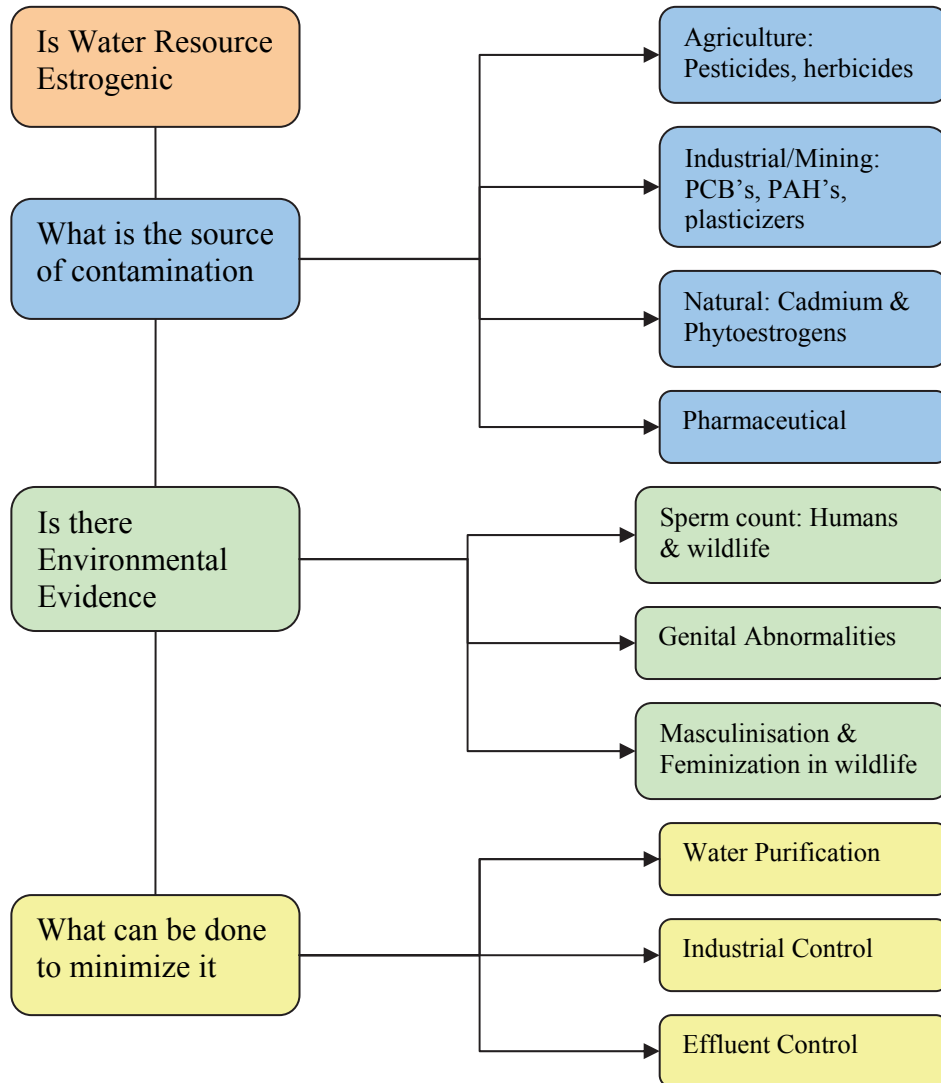 Is Water Resource
Estrogenic
What is the source
of contamination
Agriculture:
Pesticides, herbicides
Industrial/Mining:
PCB's, PAH's,
plasticizers
Natural: Cadmium &
Phytoestrogens
Pharmaceutical
Is there
Environmental
Evidence
Sperm count: Humans
& wildlife
Genital Abnormalities
Masculinisation &
Feminization in wildlife
What can be done
to minimize it
Water Purification
Industrial Control
Effluent Control